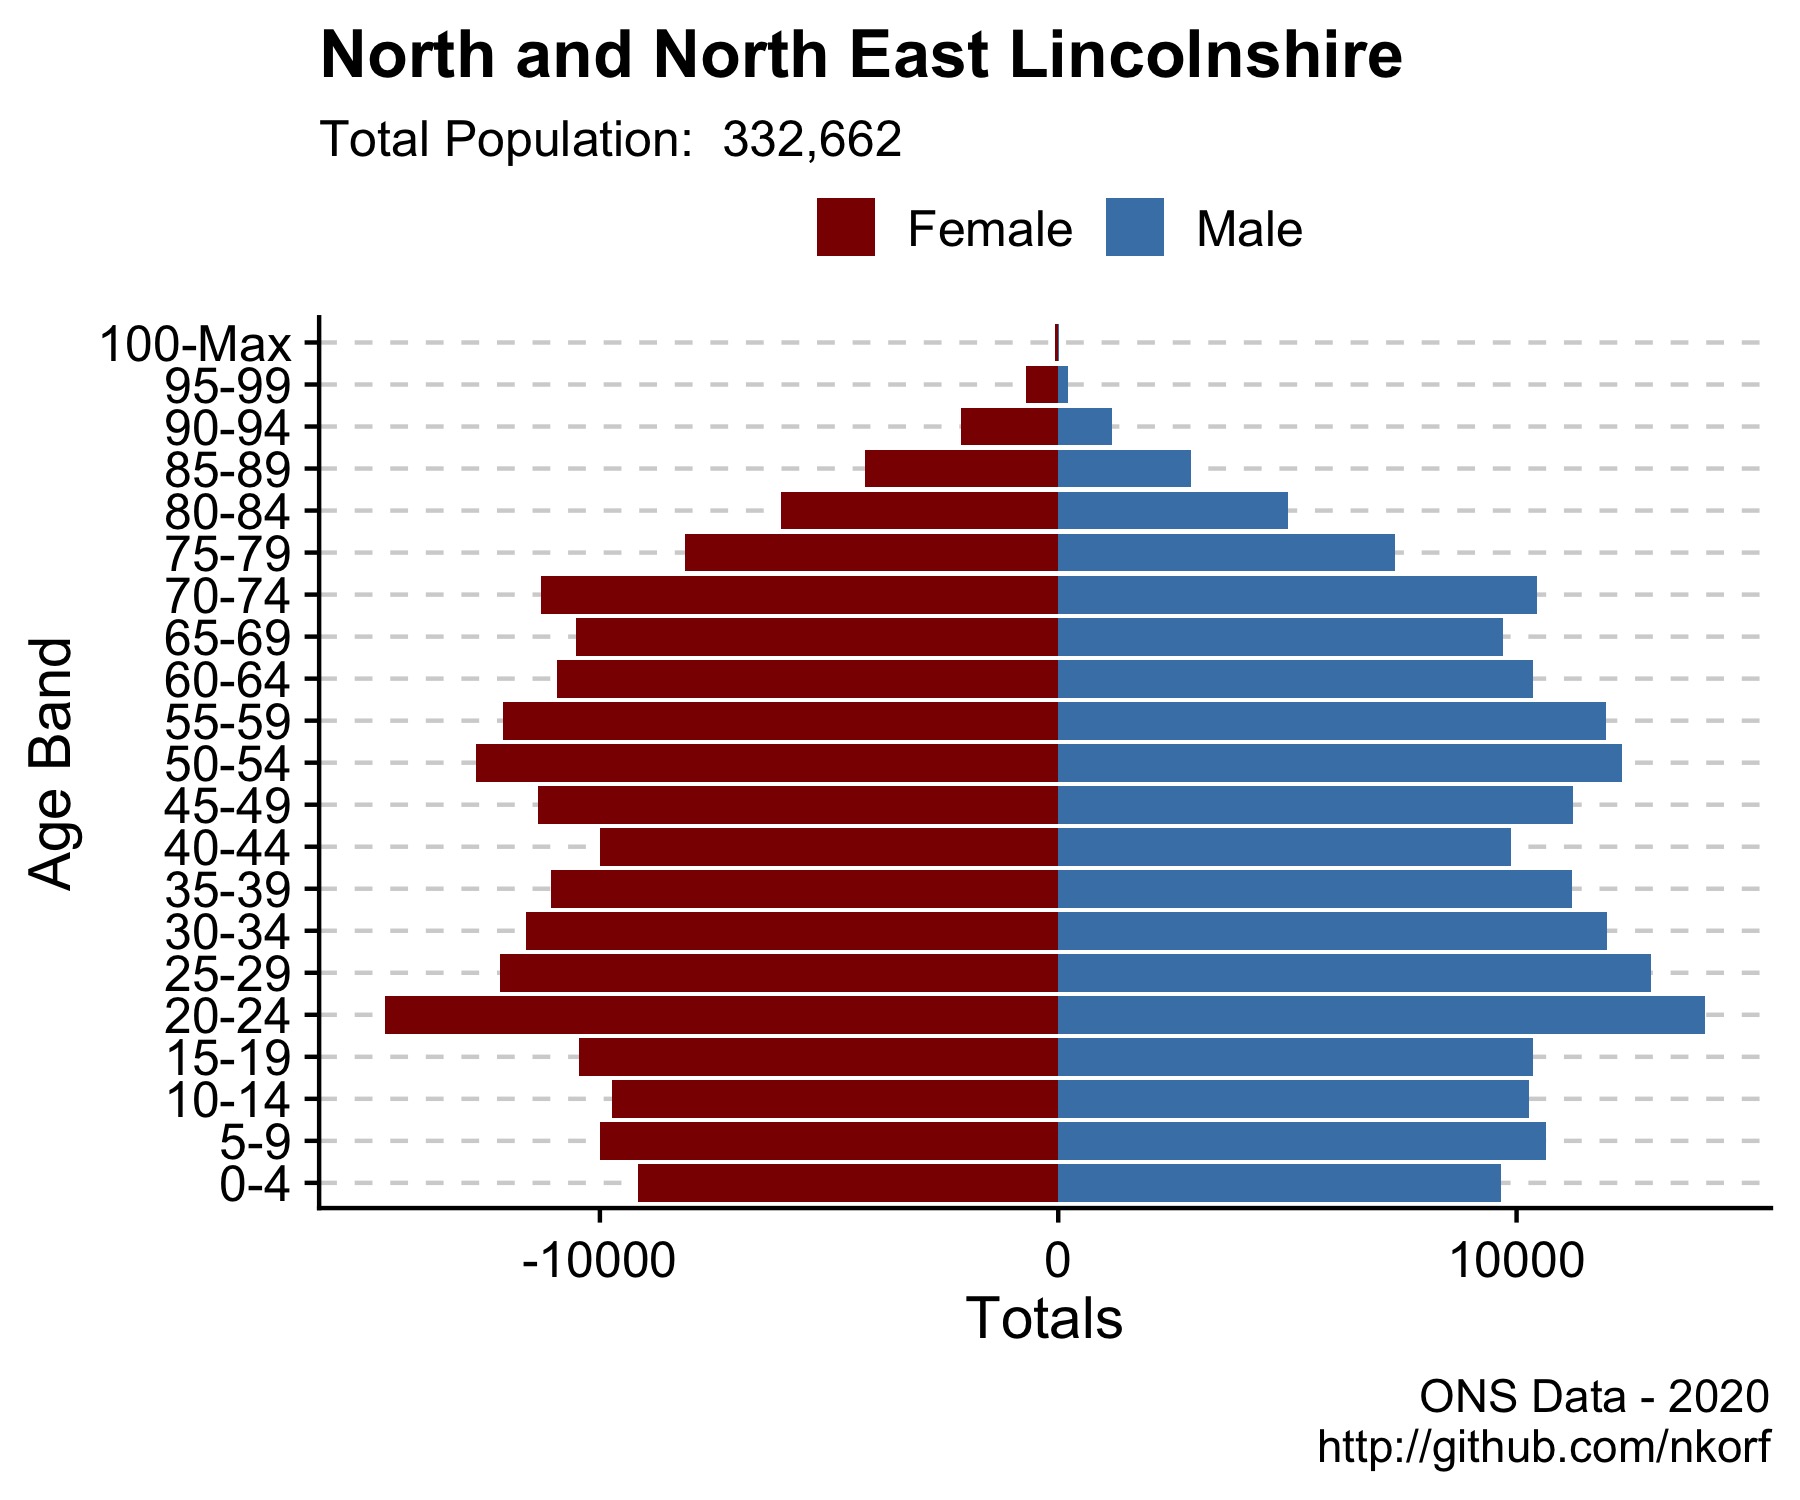 North and North East Lincolnshire
Total Population:  332,662
Female Male
100-Max
95-99
90-94
85-89
80-84
75-79
70-74
65-69
60-64
55-59
50-54
45-49
40-44
35-39
30-34
25-29
20-24
15-19
10-14
5-9
0-4
Age Band
-10000 0 10000
Totals
ONS Data - 2020
http://github.com/nkorf